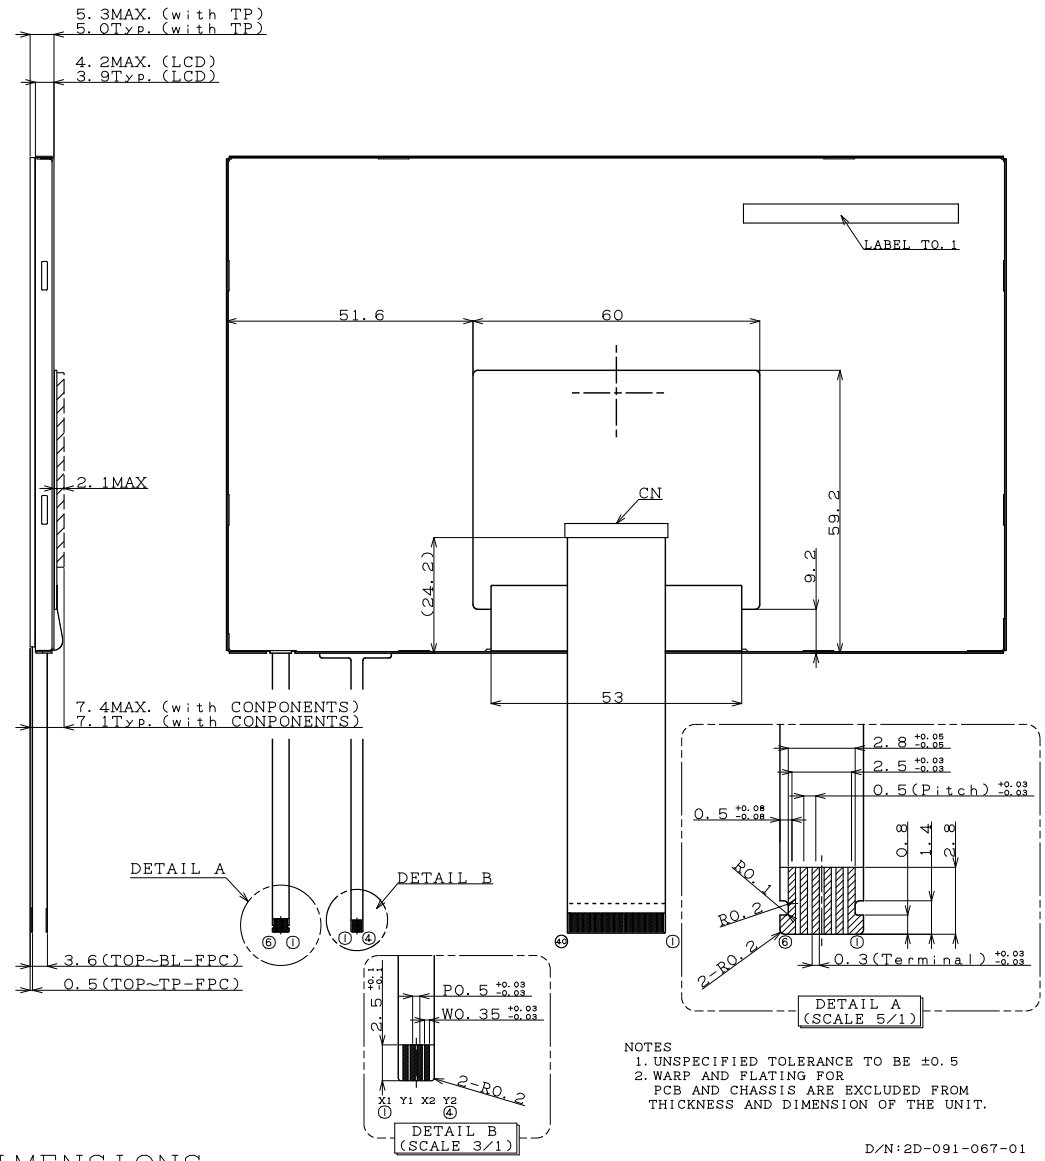 5.3MAX.(with TP)
5.0Typ.(with TP)
4.2MAX.(LCD)
3.9Typ.(LCD)
LABEL T0.1
51.6
60
2.1MAX
CN
59.2
9.2
(24.2)
53
7.4MAX.(with CONPONENTS)
7.1Typ.(with CONPONENTS)
2.8 +0.05 -0.05
2.5 +0.03 -0.03
0.5(Pitch) +0.03 -0.03
0.5 +0.08 -0.08
0.8
1.4
2.8
R0.1
R0.2
2-R0.2
⑥ ①
0.3(Terminal) +0.03 -0.03
DETAIL A
(SCALE 5/1)
DETAIL A
DETAIL B
⑥ ①
① ④
㊵ ①
3.6(TOP~BL-FPC)
0.5(TOP~TP-FPC)
2.5 +0.1 -0.1
P0.5 +0.03 -0.03
W0.35 +0.03 -0.03
2-R0.2
X1 Y1 X2 Y2
① ④
DETAIL B
(SCALE 3/1)
NOTES
1. UNSPECIFIED TOLERANCE TO BE ±0.5
2. WARP AND FLATING FOR
PCB AND CHASSIS ARE EXCLUDED FROM
THICKNESS AND DIMENSION OF THE UNIT.
D/N:2D-091-067-01